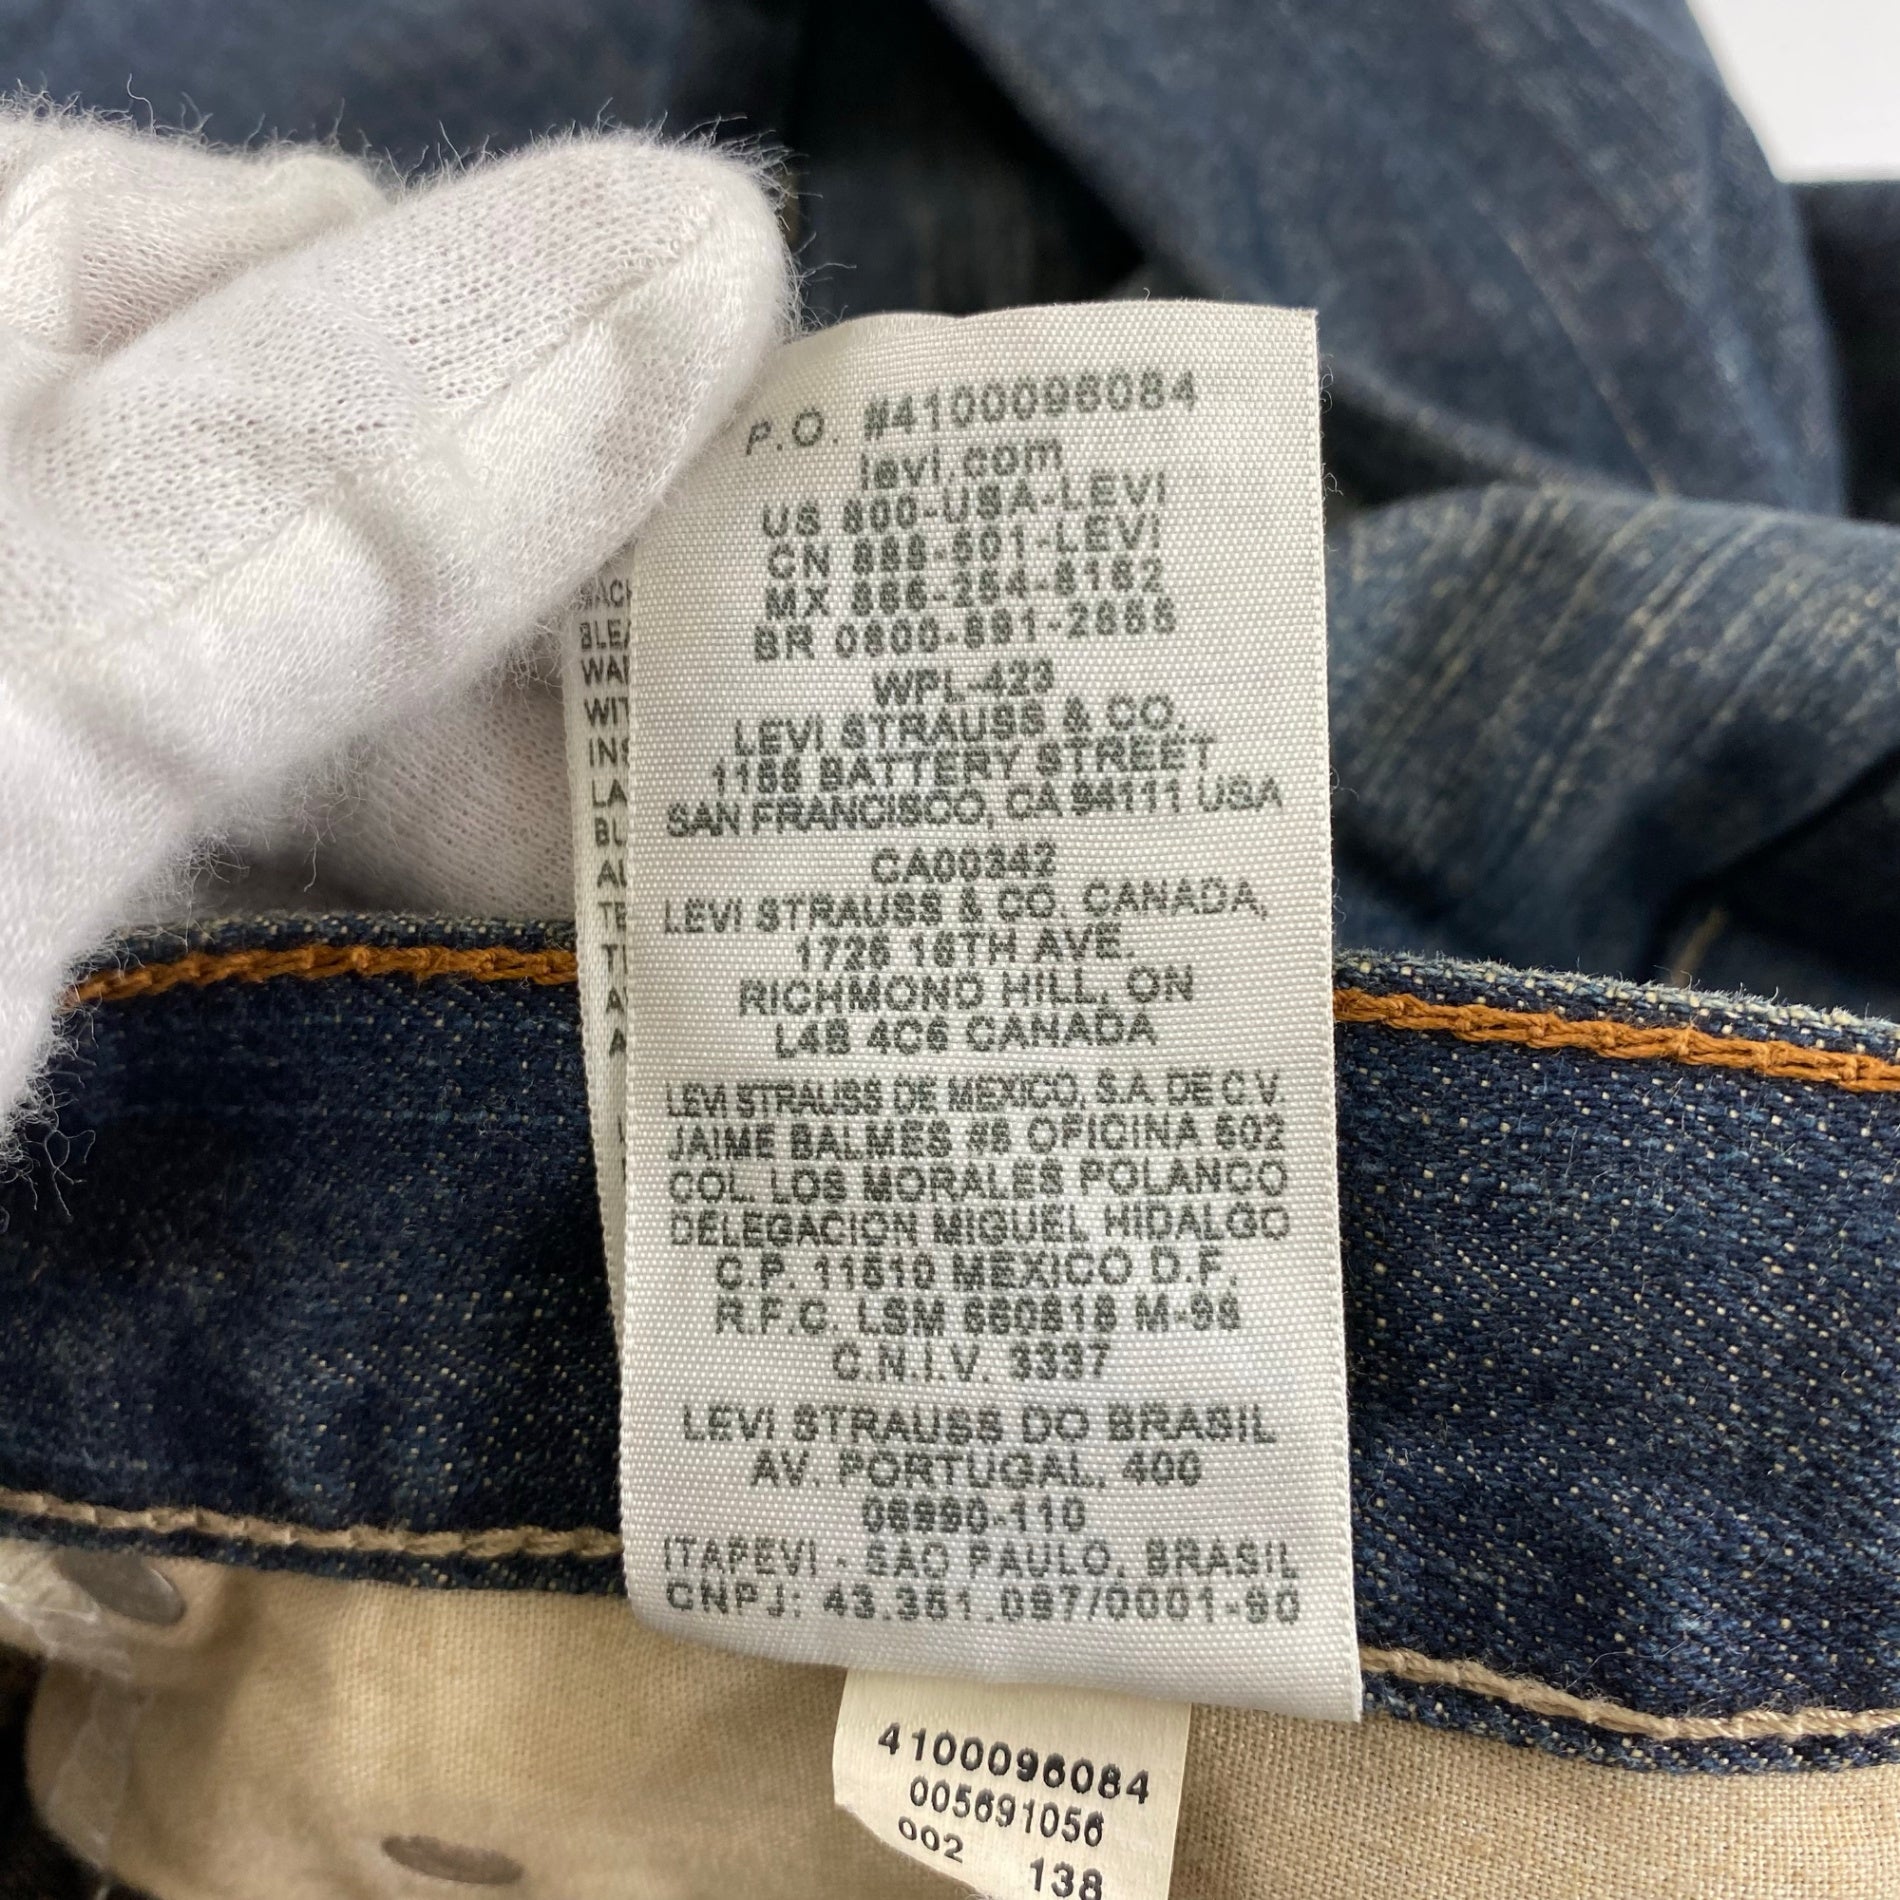 P.O. #4100096084
levi.com
US 800-USA-LEVI
CN 888-501-LEVI
MX 866-254-8162
BR 0800-891-2855
WPL-423
LEVI STRAUSS & CO.
1155 BATTERY STREET
SAN FRANCISCO, CA 94111 USA
CA00342
LEVI STRAUSS & CO. CANADA,
1725 16TH AVE.
RICHMOND HILL, ON
L4B 4C6 CANADA
LEVI STRAUSS DE MEXICO, S.A. DE C.V.
JAIME BALMES #8 OFICINA 602
COL. LOS MORALES POLANCO
DELEGACION MIGUEL HIDALGO
C.P. 11510 MEXICO D.F.
R.F.C. LSM 660818 M-96
C.N.I.V. 3337
LEVI STRAUSS DO BRASIL
AV. PORTUGAL, 400
06690-110
ITAPEVI - SAO PAULO, BRASIL
CNPJ: 43.351.097/0001-90
4100096084
005691056
002 138